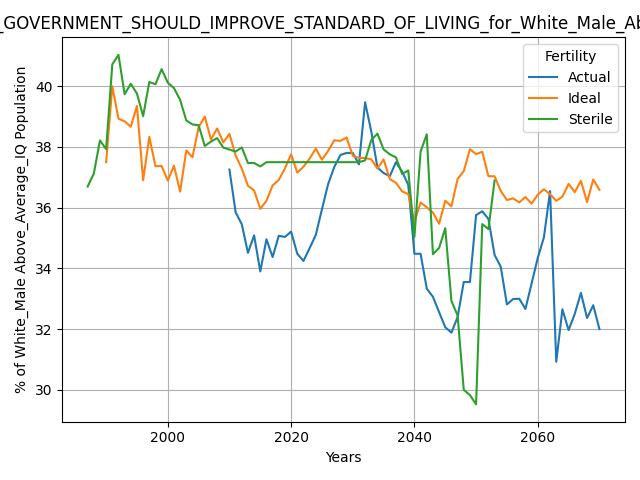 _GOVERNMENT_SHOULD_IMPROVE_STANDARD_OF_LIVING_for_White_Male_Ab
% of White_Male Above_Average_IQ Population
40
38
36
34
32
30
Fertility
Actual
Ideal
Sterile
2000
2020
2040
2060
Years